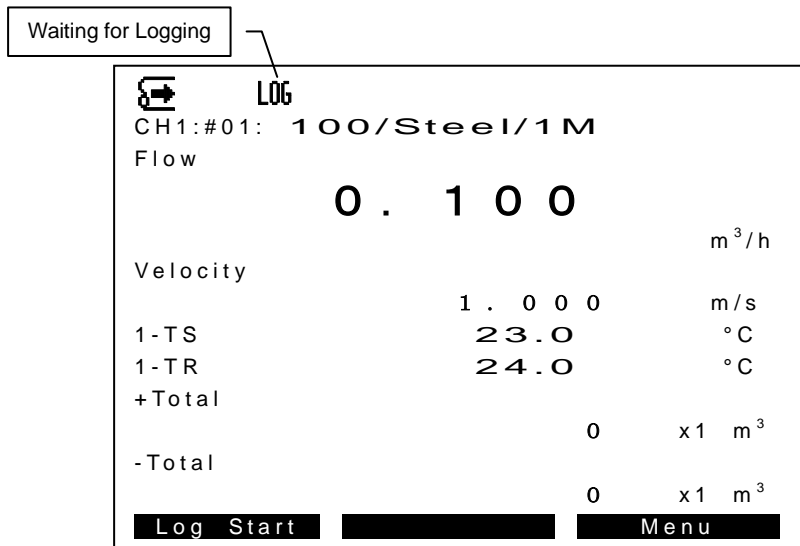 Waiting for Logging
LOG
CH1:#01: 100/Steel/1M
Flow
0.100
m³/h
Velocity
1.000 m/s
1-TS 23.0 °C
1-TR 24.0 °C
+Total
0 x1 m³
-Total
0 x1 m³
Log Start Menu